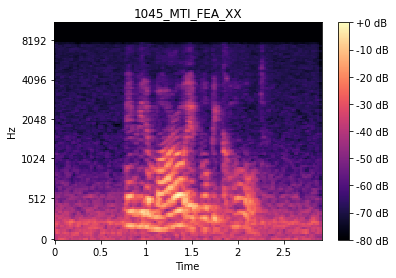 1045_MTI_FEA_XX
+0 dB
8192
-10 dB
-20 dB
4096
-30 dB
Hz
2048
-40 dB
1024
-50 dB
-60 dB
512
-70 dB
0
-80 dB
0 0.5 1 1.5 2 2.5
Time